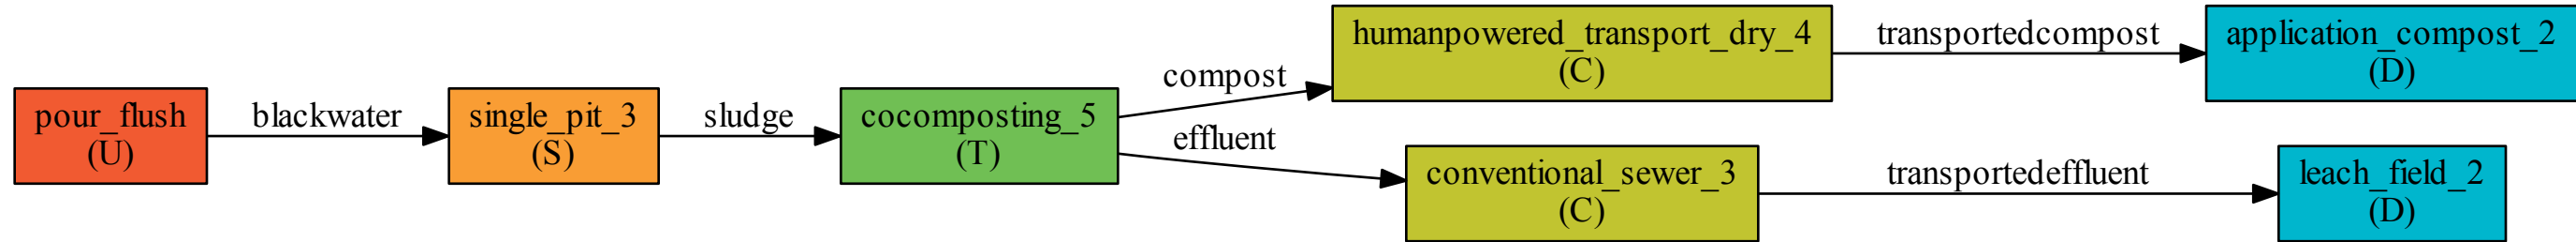 pour_flush
(U)
blackwater
single_pit_3
(S)
sludge
cocomposting_5
(T)
compost
effluent
humanpowered_transport_dry_4
(C)
transportedcompost
application_compost_2
(D)
conventional_sewer_3
(C)
transportedeffluent
leach_field_2
(D)